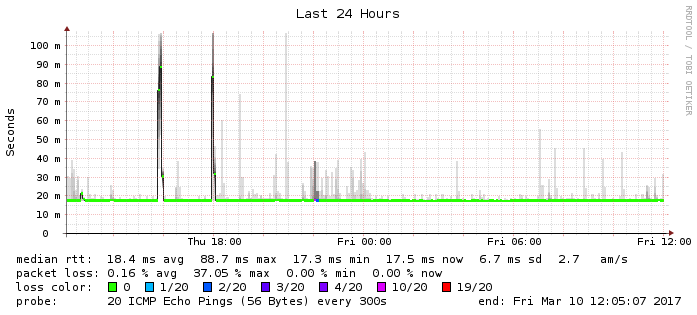 Last 24 Hours
RRDTOOL / TOBI OETIKER
Seconds
100 m
90 m
80 m
70 m
60 m
50 m
40 m
30 m
20 m
10 m
0
Thu 18:00 Fri 00:00 Fri 06:00 Fri 12:00
median rtt: 18.4 ms avg 88.7 ms max 17.3 ms min 17.5 ms now 6.7 ms sd 2.7 am/s
packet loss: 0.16 % avg 37.05 % max 0.00 % min 0.00 % now
loss color: 0 1/20 2/20 3/20 4/20 10/20 19/20
probe: 20 ICMP Echo Pings (56 Bytes) every 300s end: Fri Mar 10 12:05:07 2017